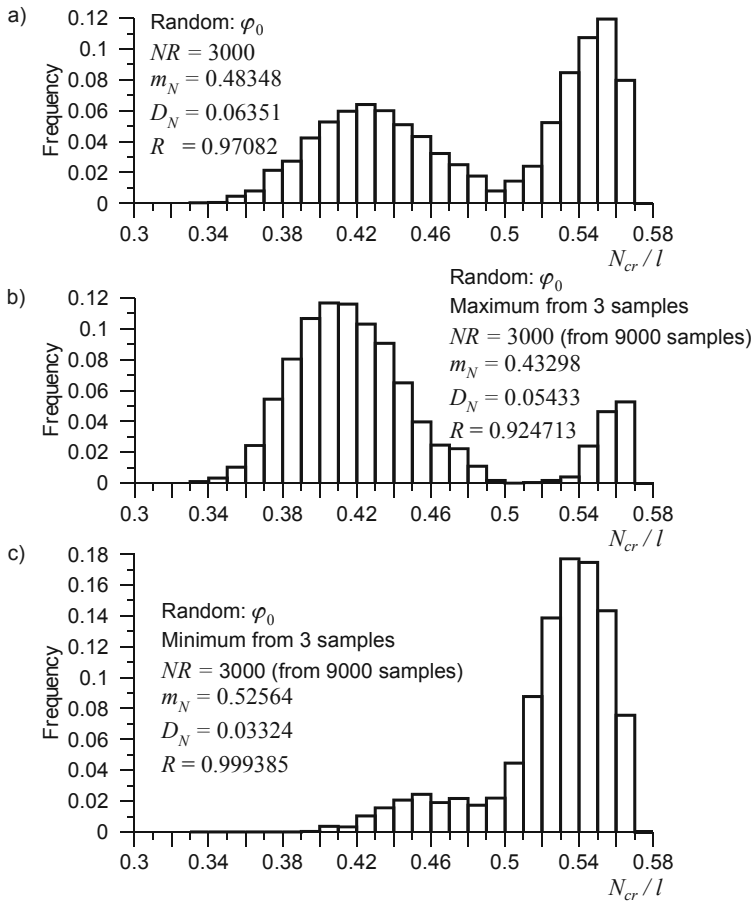 a)
Random: φ0
NR = 3000
mN = 0.48348
DN = 0.06351
R = 0.97082
Frequency
0.12
0.10
0.08
0.06
0.04
0.02
0
0.3 0.34 0.38 0.42 0.46 0.5 0.54 0.58
Ncr / l
b)
Random: φ0
Maximum from 3 samples
NR = 3000 (from 9000 samples)
mN = 0.43298
DN = 0.05433
R = 0.924713
Frequency
0.12
0.1
0.08
0.06
0.04
0.02
0
0.3 0.34 0.38 0.42 0.46 0.5 0.54 0.58
Ncr / l
c)
Random: φ0
Minimum from 3 samples
NR = 3000 (from 9000 samples)
mN = 0.52564
DN = 0.03324
R = 0.999385
Frequency
0.18
0.16
0.14
0.12
0.10
0.08
0.06
0.04
0.02
0
0.3 0.34 0.38 0.42 0.46 0.5 0.54 0.58
Ncr / l